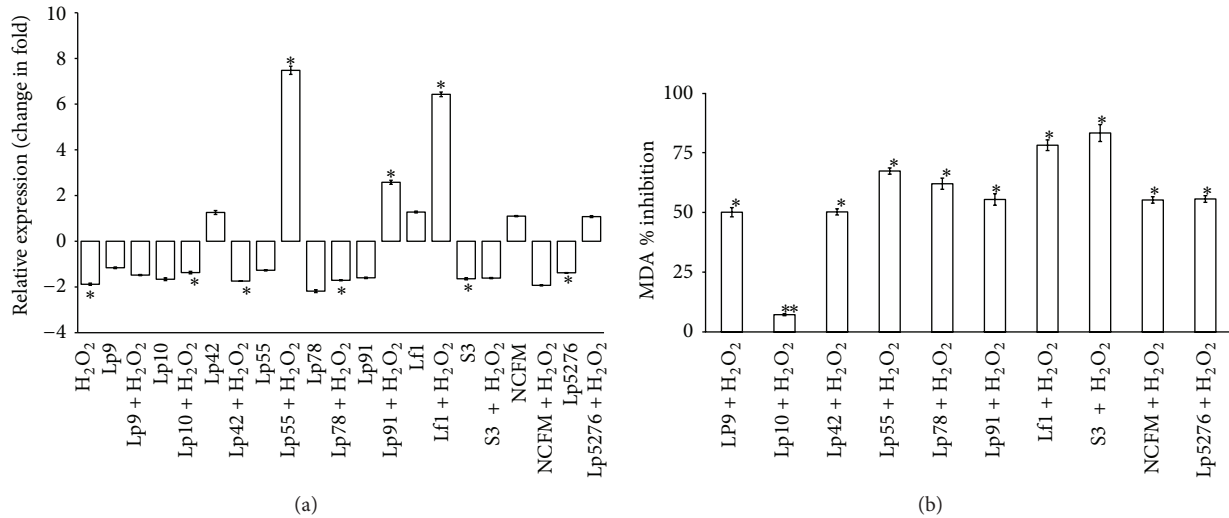 Relative expression (change in fold)
10
8
6
4
2
0
−2
−4
*
*
*
*
*
*
*
*
*
*
H₂O₂
Lp9
Lp9 + H₂O₂
Lp10
Lp10 + H₂O₂
Lp42
Lp42 + H₂O₂
Lp55
Lp55 + H₂O₂
Lp78
Lp78 + H₂O₂
Lp91
Lp91 + H₂O₂
Lf1
Lf1 + H₂O₂
S3
S3 + H₂O₂
NCFM
NCFM + H₂O₂
Lp5276
Lp5276 + H₂O₂
(a)
MDA % inhibition
100
75
50
25
0
*
**
*
*
*
*
*
*
*
*
LP9 + H₂O₂
Lp10 + H₂O₂
Lp42 + H₂O₂
Lp55 + H₂O₂
Lp78 + H₂O₂
Lp91 + H₂O₂
Lf1 + H₂O₂
S3 + H₂O₂
NCFM + H₂O₂
Lp5276 + H₂O₂
(b)